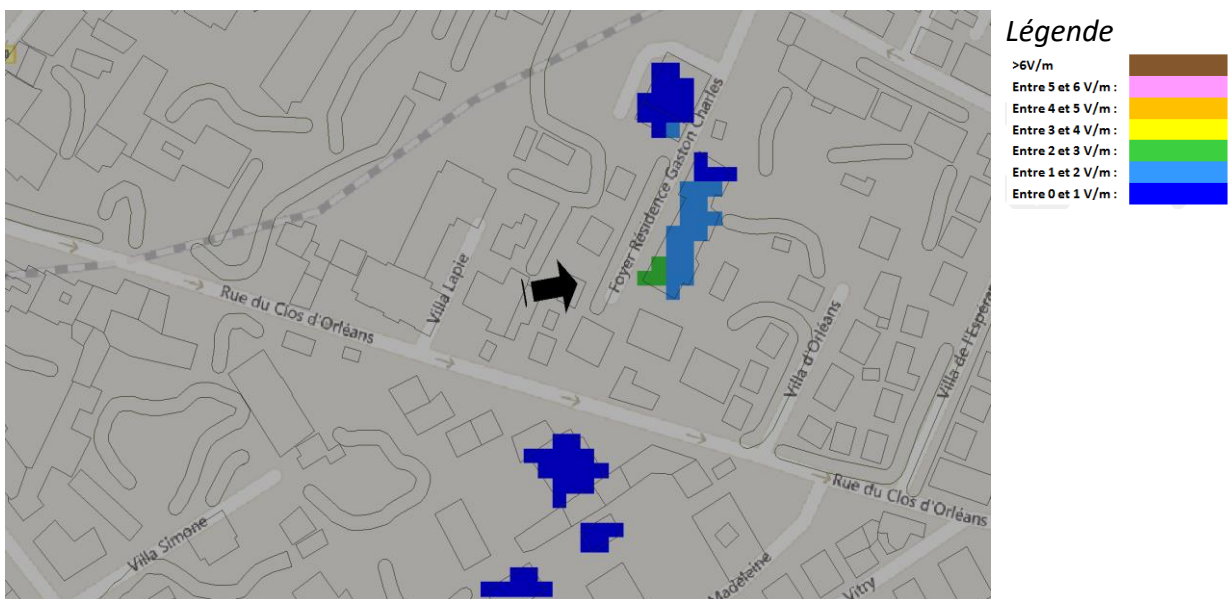 Légende
>6V/m
Entre 5 et 6 V/m :
Entre 4 et 5 V/m :
Entre 3 et 4 V/m :
Entre 2 et 3 V/m :
Entre 1 et 2 V/m :
Entre 0 et 1 V/m :
Foyer Résidence Gaston Charles
Rue du Clos d'Orléans
Villa Lapie
Villa d'Orléans
Villa de l'Espéran
Rue du Clos d'Orléans
Villa Simone
Madeleine
Vitry